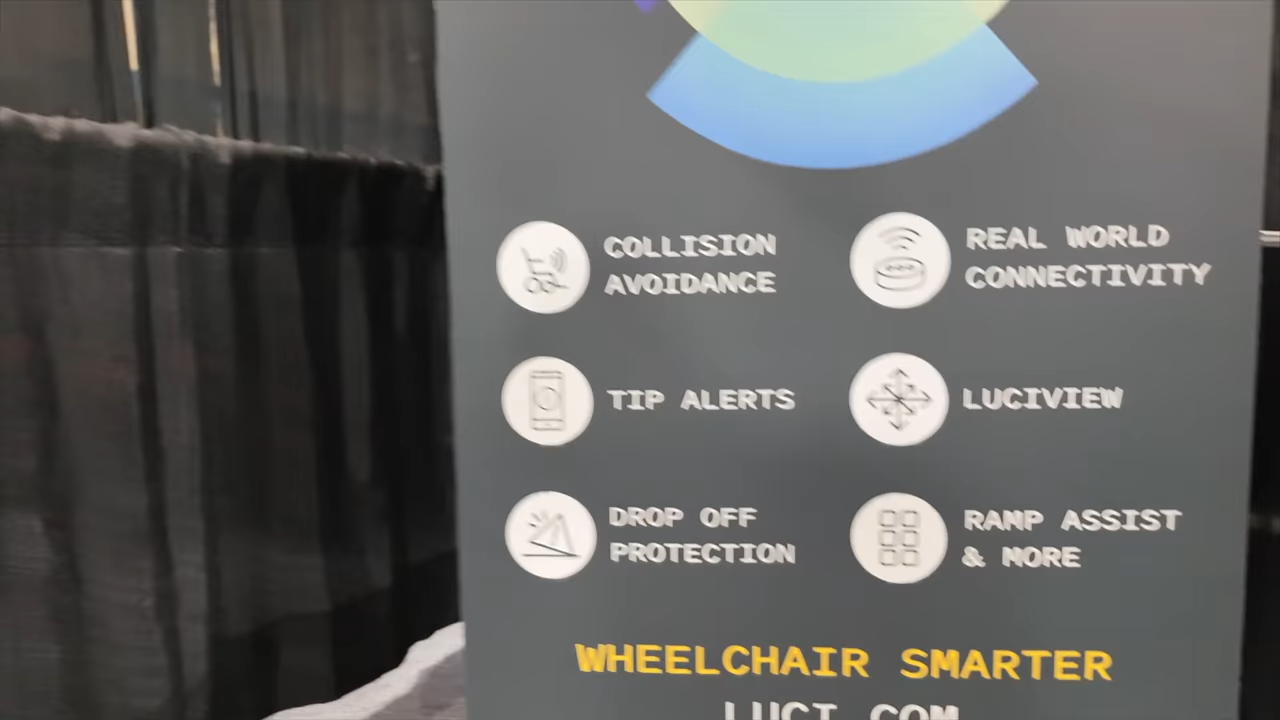 COLLISION
AVOIDANCE
REAL WORLD
CONNECTIVITY
TIP ALERTS
LUCIVIEW
DROP OFF
PROTECTION
RAMP ASSIST
& MORE
WHEELCHAIR SMARTER
LUCI.COM